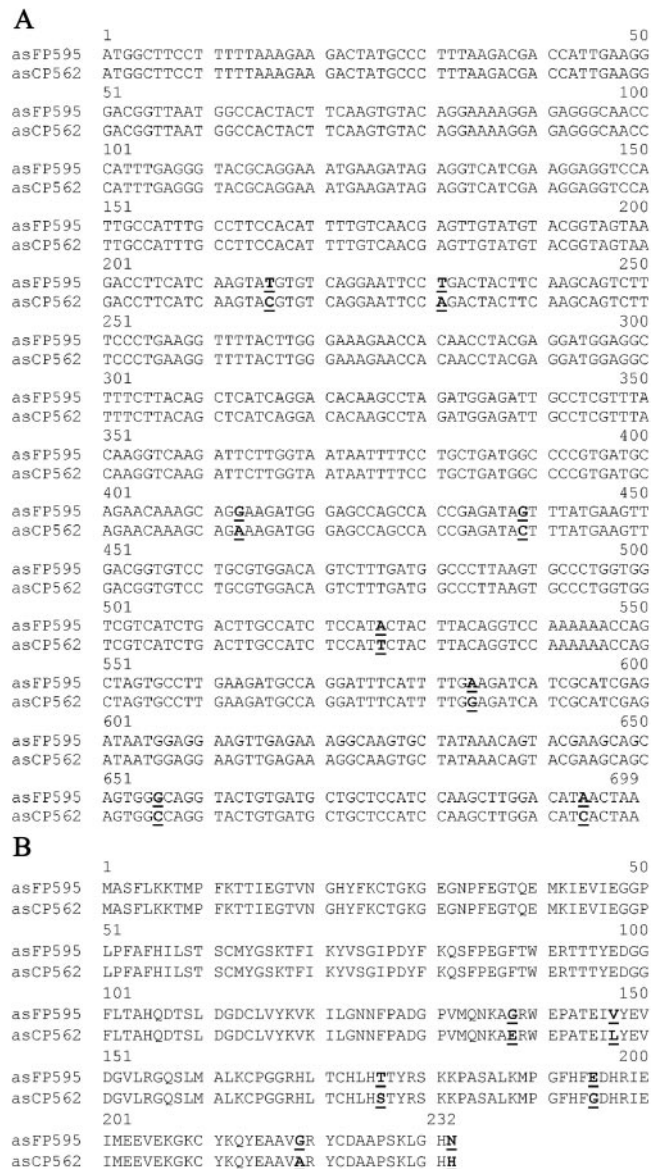 A
1 50
asFP595 ATGGCTTCCT TTTTAAAGAA GACTATGCCC TTTAAGACGA CCATTGAAGG
asCP562 ATGGCTTCCT TTTTAAAGAA GACTATGCCC TTTAAGACGA CCATTGAAGG
51 100
asFP595 GACGGTTAAT GGCCACTACT TCAAGTGTAC AGGAAAAGGA GAGGGCAACC
asCP562 GACGGTTAAT GGCCACTACT TCAAGTGTAC AGGAAAAGGA GAGGGCAACC
101 150
asFP595 CATTTGAGGG TACGCAGGAA ATGAAGATAG AGGTCATCGA AGGAGGTCCA
asCP562 CATTTGAGGG TACGCAGGAA ATGAAGATAG AGGTCATCGA AGGAGGTCCA
151 200
asFP595 TTGCCATTTG CCTTCCACAT TTTGTCAACG AGTTGTATGT ACGGTAGTAA
asCP562 TTGCCATTTG CCTTCCACAT TTTGTCAACG AGTTGTATGT ACGGTAGTAA
201 250
asFP595 GACCTTCATC AAGTATGTGT CAGGAATTCC TGACTACTTC AAGCAGTCTT
asCP562 GACCTTCATC AAGTACGTGT CAGGAATTCC AGACTACTTC AAGCAGTCTT
251 300
asFP595 TCCCTGAAGG TTTTACTTGG GAAAGAACCA CAACCTACGA GGATGGAGGC
asCP562 TCCCTGAAGG TTTTACTTGG GAAAGAACCA CAACCTACGA GGATGGAGGC
301 350
asFP595 TTTCTTACAG CTCATCAGGA CACAAGCCTA GATGGAGATT GCCTCGTTTA
asCP562 TTTCTTACAG CTCATCAGGA CACAAGCCTA GATGGAGATT GCCTCGTTTA
351 400
asFP595 CAAGGTCAAG ATTCTTGGTA ATAATTTTCC TGCTGATGGC CCCGTGATGC
asCP562 CAAGGTCAAG ATTCTTGGTA ATAATTTTCC TGCTGATGGC CCCGTGATGC
401 450
asFP595 AGAACAAAGC AGGAAGATGG GAGCCAGCCA CCGAGATAGT TTATGAAGTT
asCP562 AGAACAAAGC AGAAAGATGG GAGCCAGCCA CCGAGATACT TTATGAAGTT
451 500
asFP595 GACGGTGTCC TGCGTGGACA GTCTTTGATG GCCCTTAAGT GCCCTGGTGG
asCP562 GACGGTGTCC TGCGTGGACA GTCTTTGATG GCCCTTAAGT GCCCTGGTGG
501 550
asFP595 TCGTCATCTG ACTTGCCATC TCCATACTAC TTACAGGTCC AAAAAACCAG
asCP562 TCGTCATCTG ACTTGCCATC TCCATTCTAC TTACAGGTCC AAAAAACCAG
551 600
asFP595 CTAGTGCCTT GAAGATGCCA GGATTTCATT TTGAAGATCA TCGCATCGAG
asCP562 CTAGTGCCTT GAAGATGCCA GGATTTCATT TTGGAGATCA TCGCATCGAG
601 650
asFP595 ATAATGGAGG AAGTTGAGAA AGGCAAGTGC TATAAACAGT ACGAAGCAGC
asCP562 ATAATGGAGG AAGTTGAGAA AGGCAAGTGC TATAAACAGT ACGAAGCAGC
651 699
asFP595 AGTGGGCAGG TACTGTGATG CTGCTCCATC CAAGCTTGGA CATAACTAA
asCP562 AGTGGCCAGG TACTGTGATG CTGCTCCATC CAAGCTTGGA CATCACTAA
B
1 50
asFP595 MASFLKKTMP FKTTIEGTVN GHYFKCTGKG EGNPFEGTQE MKIEVIEGGP
asCP562 MASFLKKTMP FKTTIEGTVN GHYFKCTGKG EGNPFEGTQE MKIEVIEGGP
51 100
asFP595 LPFAFHILST SCMYGSKTFI KYVSGIPDYF KQSFPEGFTW ERTTTYEDGG
asCP562 LPFAFHILST SCMYGSKTFI KYVSGIPDYF KQSFPEGFTW ERTTTYEDGG
101 150
asFP595 FLTAHQDTSL DGDCLVYKVK ILGNNFPADG PVMQNKAGRW EPATEIVYEV
asCP562 FLTAHQDTSL DGDCLVYKVK ILGNNFPADG PVMQNKAERW EPATEILYEV
151 200
asFP595 DGVLRGQSLM ALKCPGGRHL TCHLHTTYRS KKPASALKMP GFHFEDHRIE
asCP562 DGVLRGQSLM ALKCPGGRHL TCHLHSTYRS KKPASALKMP GFHFGDHRIE
201 232
asFP595 IMEEVEKGKC YKQYEAAVGR YCDAAPSKLG HN
asCP562 IMEEVEKGKC YKQYEAAVAR YCDAAPSKLG HH